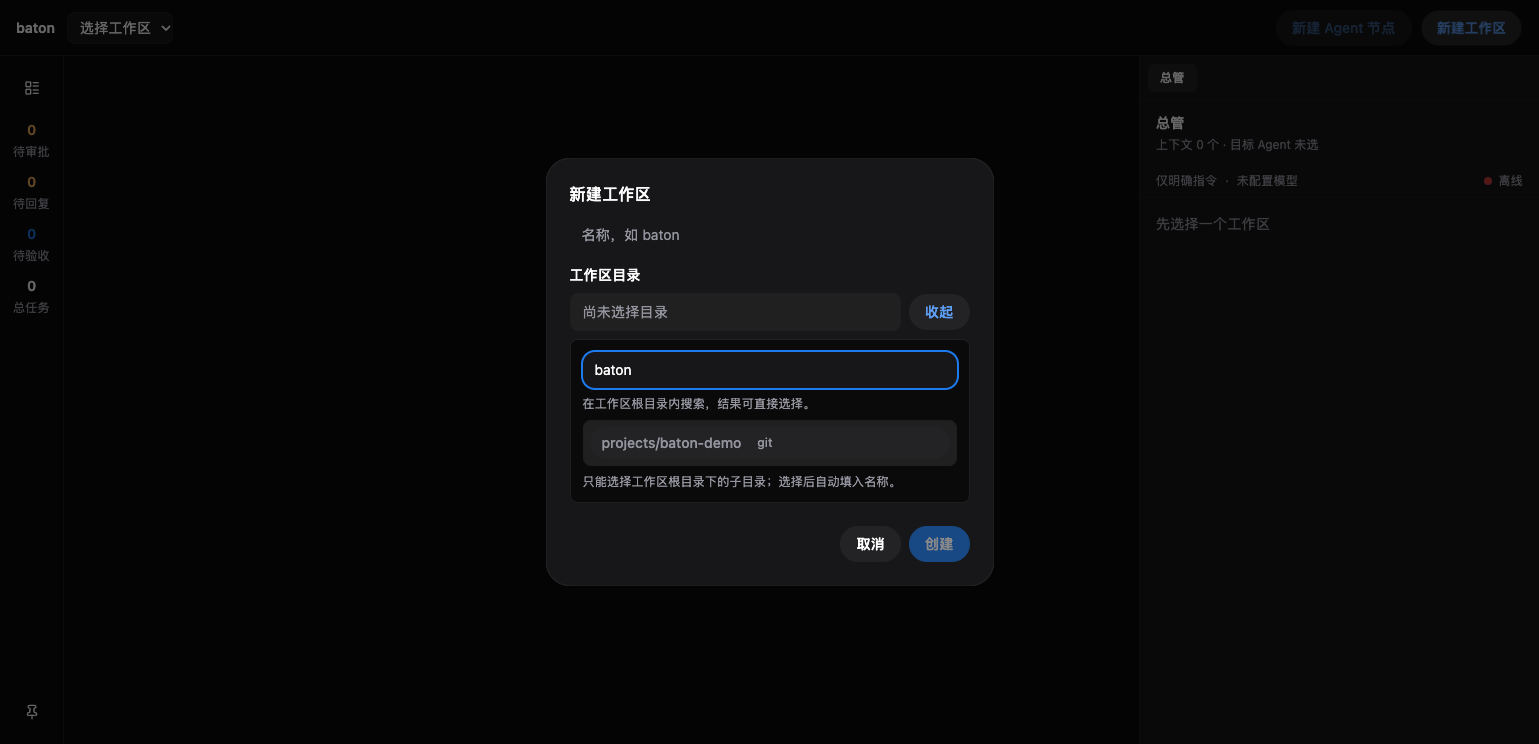 baton 选择工作区 新建 Agent 节点 新建工作区
0
待审批
0
待回复
0
待验收
0
总任务
新建工作区
名称，如 baton
工作区目录
尚未选择目录 收起
baton
在工作区根目录内搜索，结果可直接选择。
projects/baton-demo git
只能选择工作区根目录下的子目录；选择后自动填入名称。
取消 创建
总管
总管
上下文 0 个 · 目标 Agent 未选
仅明确指令 · 未配置模型 离线
先选择一个工作区